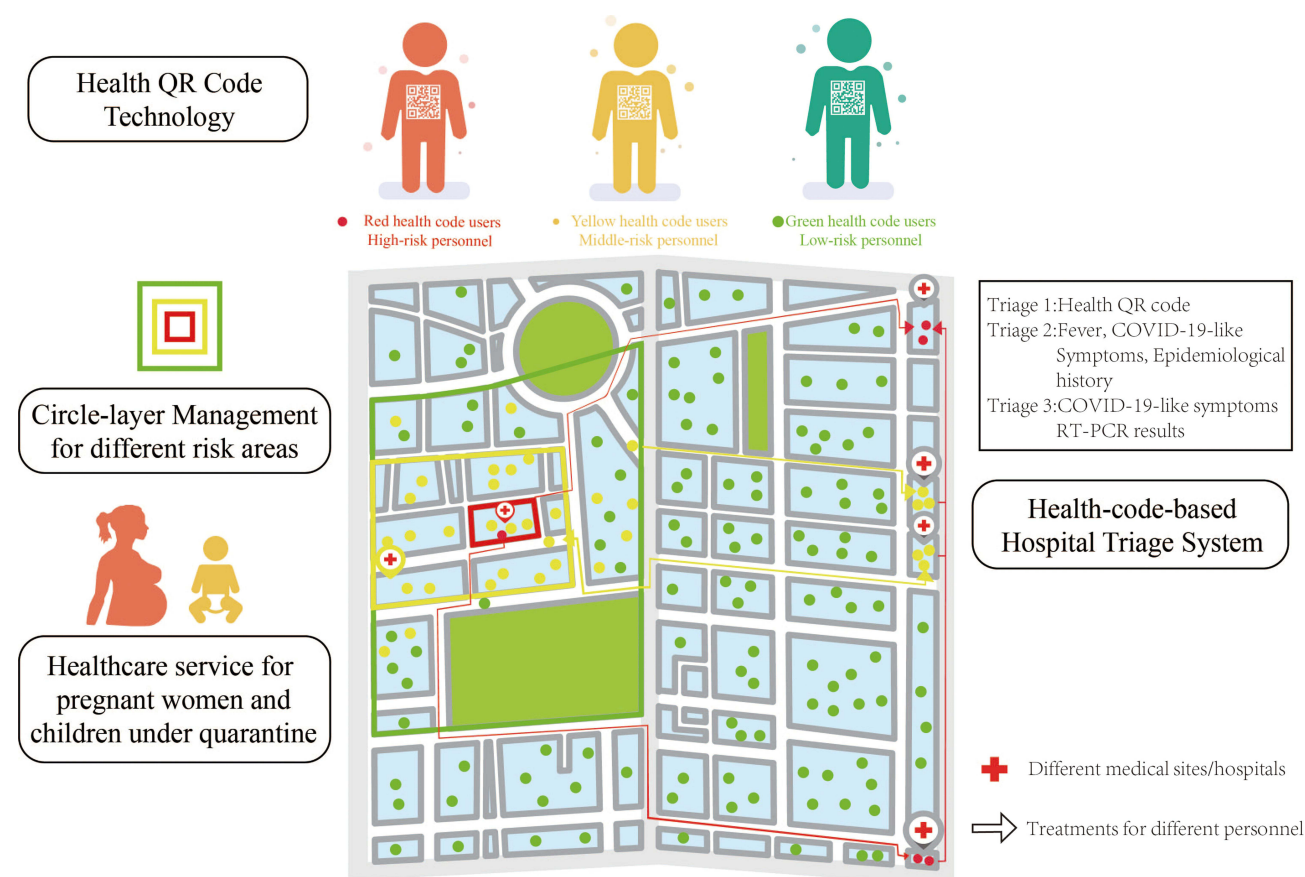 Health QR Code
Technology
Red health code users
High-risk personnel
Yellow health code users
Middle-risk personnel
Green health code users
Low-risk personnel
Circle-layer Management
for different risk areas
Healthcare service for
pregnant women and
children under quarantine
Triage 1:Health QR code
Triage 2:Fever, COVID-19-like
Symptoms, Epidemiological
history
Triage 3:COVID-19-like symptoms
RT-PCR results
Health-code-based
Hospital Triage System
Different medical sites/hospitals
Treatments for different personnel